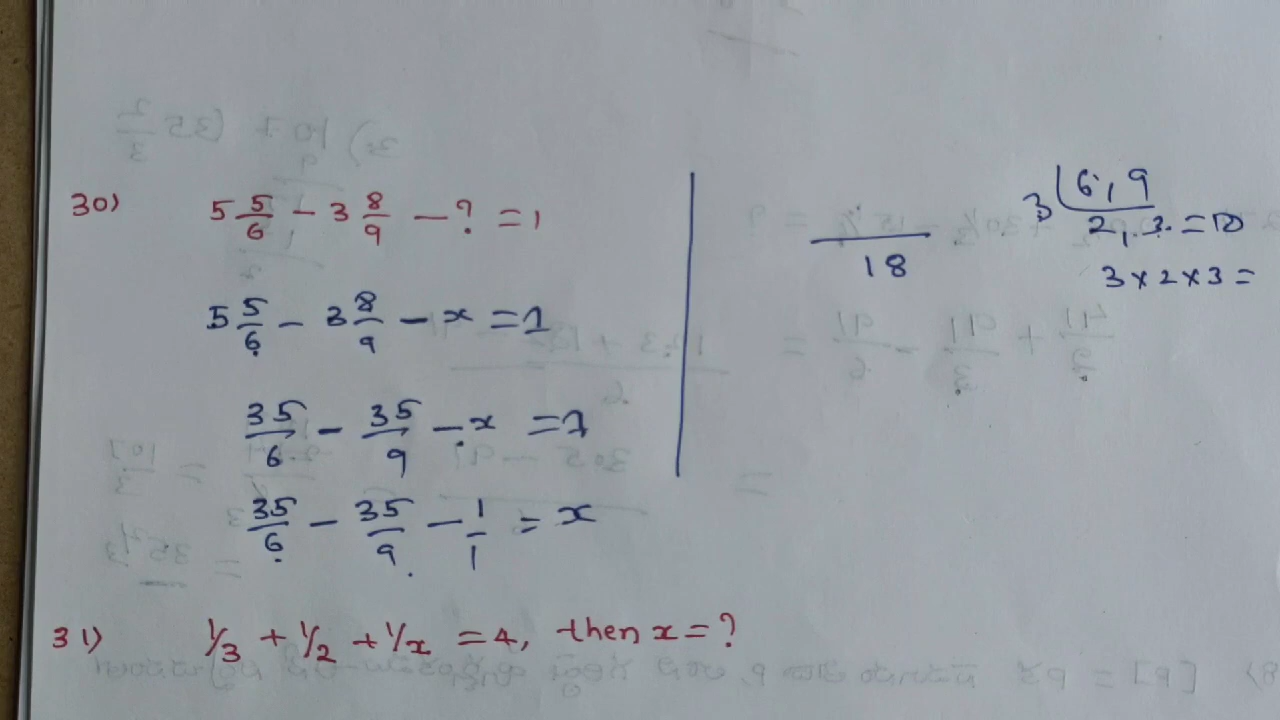 30) 5 5/6 - 3 8/9 - ? = 1
5 5/6 - 3 8/9 - x = 1
35/6 - 35/9 - x = 1
35/6 - 35/9 - 1/1 = x
18
3 | 6, 9
2, 3 = 18
3 × 2 × 3 =
31) 1/3 + 1/2 + 1/x = 4, then x = ?